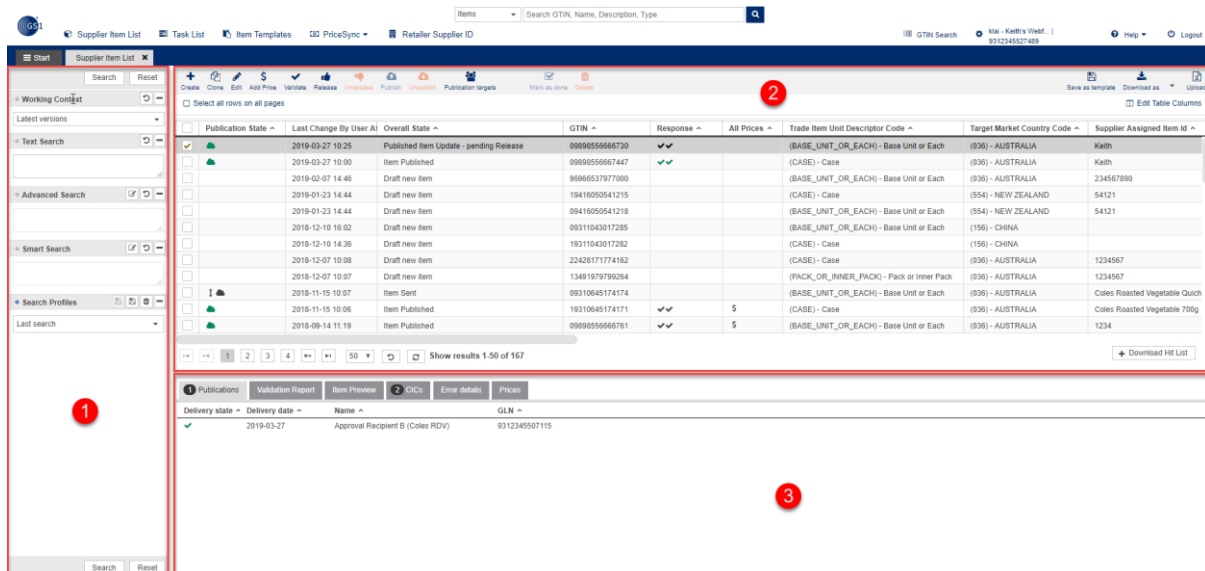 Items Search GTIN, Name, Description, Type
GS1 Supplier Item List Task List Item Templates PriceSync Retailer Supplier ID GTIN Search klai - Keith's Webf... | Help Logout
9312345527489
Start Supplier Item List
Search Reset
Working Context
Latest versions
Text Search
Advanced Search
Smart Search
Search Profiles
Last search
1
Search Reset
Create Clone Edit Add Price Validate Release Unrelease Publish Unpublish Publication targets Mark as done Delete Save as template Download as Upload
2
Select all rows on all pages Edit Table Columns
Publication State Last Change By User At Overall State GTIN Response All Prices Trade Item Unit Descriptor Code Target Market Country Code Supplier Assigned Item Id
2019-03-27 10:25 Published Item Update - pending Release 09898556666730 (BASE_UNIT_OR_EACH) - Base Unit or Each (036) - AUSTRALIA Keith
2019-03-27 10:00 Item Published 09898556667447 (CASE) - Case (036) - AUSTRALIA Keith
2019-02-07 14:46 Draft new item 96966537977000 (BASE_UNIT_OR_EACH) - Base Unit or Each (036) - AUSTRALIA 234567890
2019-01-23 14:44 Draft new item 19416050541215 (CASE) - Case (554) - NEW ZEALAND 54121
2019-01-23 14:44 Draft new item 09416050541218 (BASE_UNIT_OR_EACH) - Base Unit or Each (554) - NEW ZEALAND 54121
2018-12-10 16:02 Draft new item 09311043017285 (BASE_UNIT_OR_EACH) - Base Unit or Each (156) - CHINA
2018-12-10 14:36 Draft new item 19311043017282 (CASE) - Case (156) - CHINA
2018-12-07 10:08 Draft new item 22428171774162 (CASE) - Case (036) - AUSTRALIA 1234567
2018-12-07 10:07 Draft new item 13491979799264 (PACK_OR_INNER_PACK) - Pack or Inner Pack (036) - AUSTRALIA 1234567
2018-11-15 10:07 Item Sent 09310645174174 (BASE_UNIT_OR_EACH) - Base Unit or Each (036) - AUSTRALIA Coles Roasted Vegetable Quich
2018-11-15 10:06 Item Published 19310645174171 $ (CASE) - Case (036) - AUSTRALIA Coles Roasted Vegetable 700g
2018-09-14 11:19 Item Published 09898556666761 $ (BASE_UNIT_OR_EACH) - Base Unit or Each (036) - AUSTRALIA 1234
1 2 3 4 50 Show results 1-50 of 167 + Download Hit List
1 Publications Validation Report Item Preview 2 CICs Error details Prices
Delivery state Delivery date Name GLN
2019-03-27 Approval Recipient B (Coles RDV) 9312345507115
3